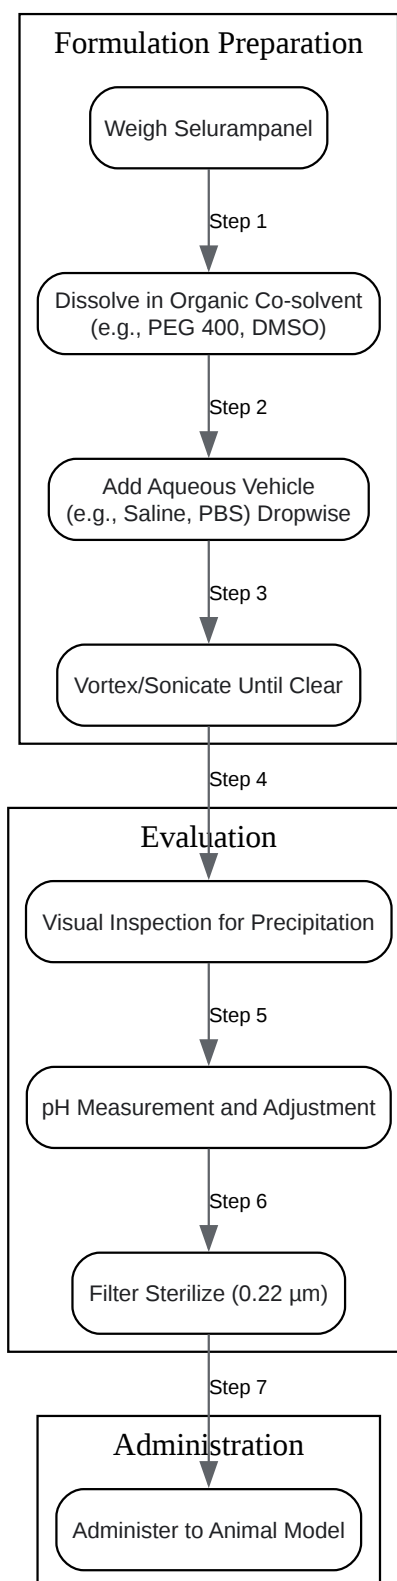 Formulation Preparation
Weigh Selurampanel
Step 1
Dissolve in Organic Co-solvent
(e.g., PEG 400, DMSO)
Step 2
Add Aqueous Vehicle
(e.g., Saline, PBS) Dropwise
Step 3
Vortex/Sonicate Until Clear
Step 4
Evaluation
Visual Inspection for Precipitation
Step 5
pH Measurement and Adjustment
Step 6
Filter Sterilize (0.22 µm)
Step 7
Administration
Administer to Animal Model